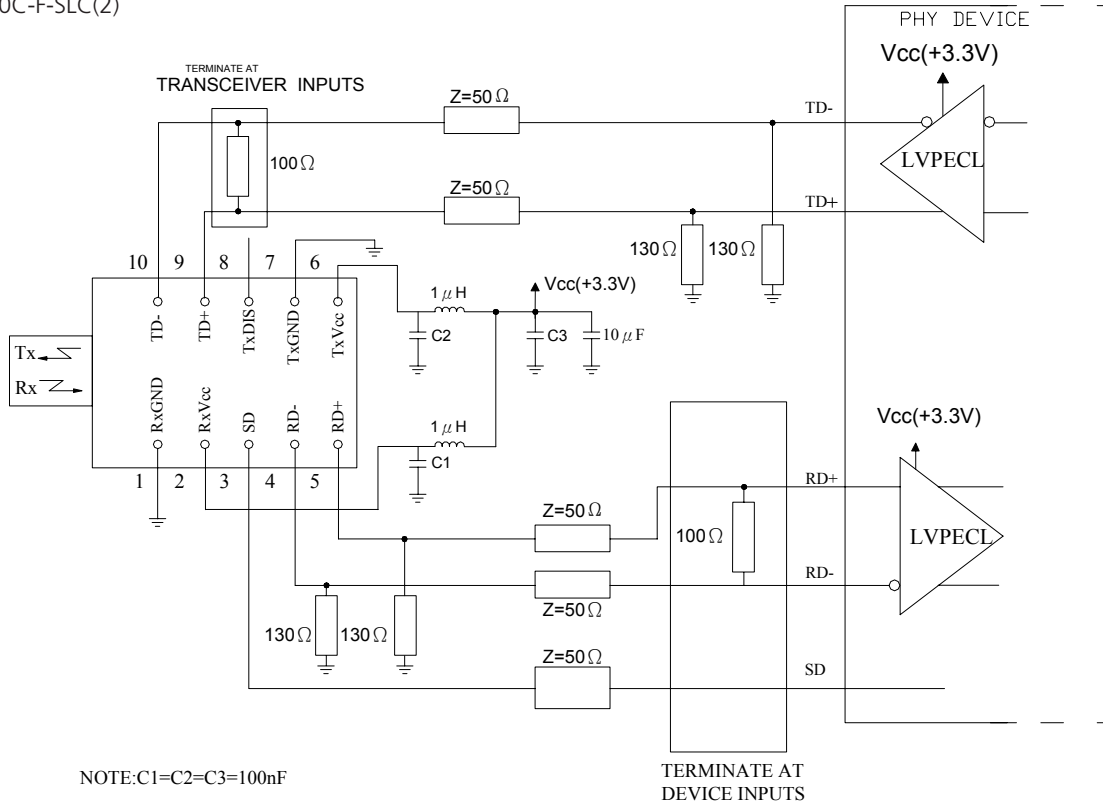 0C-F-SLC(2)
PHY DEVICE
Vcc(+3.3V)
TERMINATE AT
TRANSCEIVER INPUTS
Z=50Ω
TD-
100Ω
LVPECL
Z=50Ω
TD+
130Ω 130Ω
10 9 8 7 6
1μH
Vcc(+3.3V)
C2
C3
10μF
TD-
TD+
TxDIS
TxGND
TxVcc
Tx
Rx
RxGND
RxVcc
SD
RD-
RD+
1μH
C1
1 2 3 4 5
Vcc(+3.3V)
RD+
Z=50Ω
100Ω
LVPECL
RD-
Z=50Ω
130Ω 130Ω
Z=50Ω
SD
NOTE:C1=C2=C3=100nF
TERMINATE AT
DEVICE INPUTS